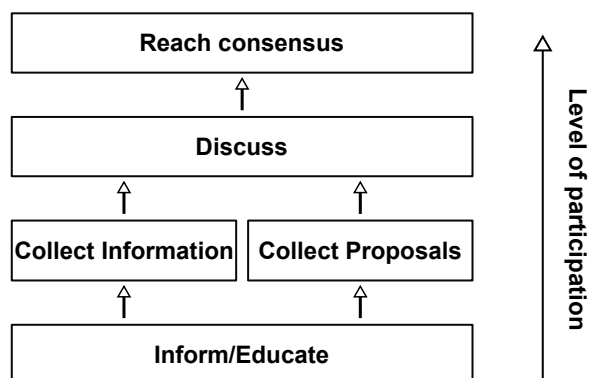 Reach consensus
Discuss
Collect Information
Collect Proposals
Inform/Educate
Level of participation